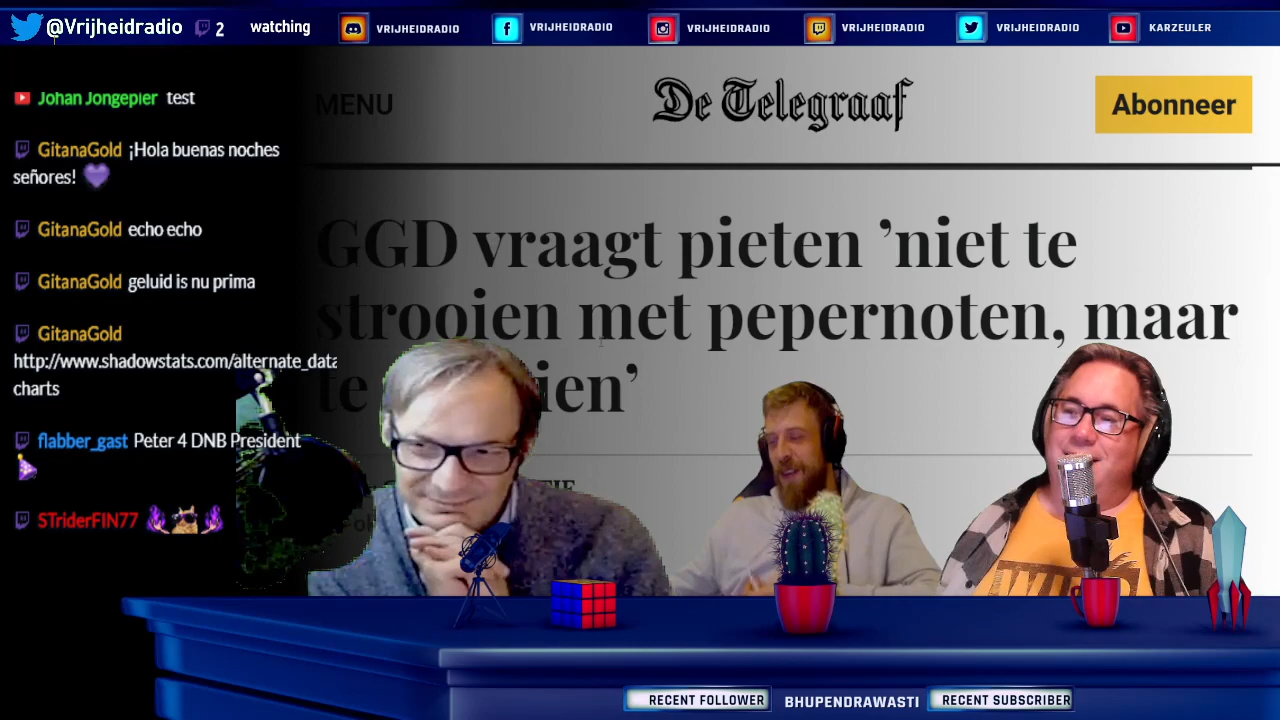 @Vrijheidradio 2 watching VRIJHEIDRADIO VRIJHEIDRADIO VRIJHEIDRADIO VRIJHEIDRADIO VRIJHEIDRADIO KARZEULER
Johan Jongepier test
GitanaGold ¡Hola buenas noches
señores!
GitanaGold echo echo
GitanaGold geluid is nu prima
GitanaGold
http://www.shadowstats.com/alternate_data
charts
flabber_gast Peter 4 DNB President
STriderFIN77
MENU De Telegraaf Abonneer
GGD vraagt pieten ’niet te
strooien met pepernoten, maar
te ien’
RECENT FOLLOWER BHUPENDRAWASTI RECENT SUBSCRIBER